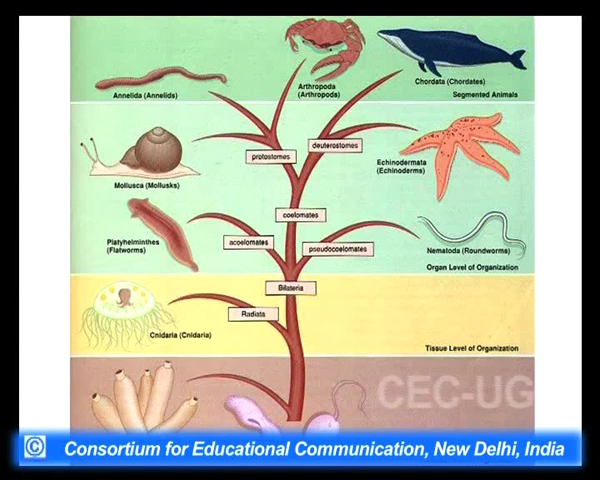 Chordata (Chordates)
Arthropoda
(Arthropods)
Annelida (Annelids)
Segmented Animals
protostomes
deuterostomes
Echinodermata
(Echinoderms)
Mollusca (Mollusks)
coelomates
Platyhelminthes
(Flatworms)
acoelomates
pseudocoelomates
Nematoda (Roundworms)
Organ Level of Organization
Bilateria
Radiata
Cnidaria (Cnidaria)
Tissue Level of Organization
CEC-UG
© Consortium for Educational Communication, New Delhi, India